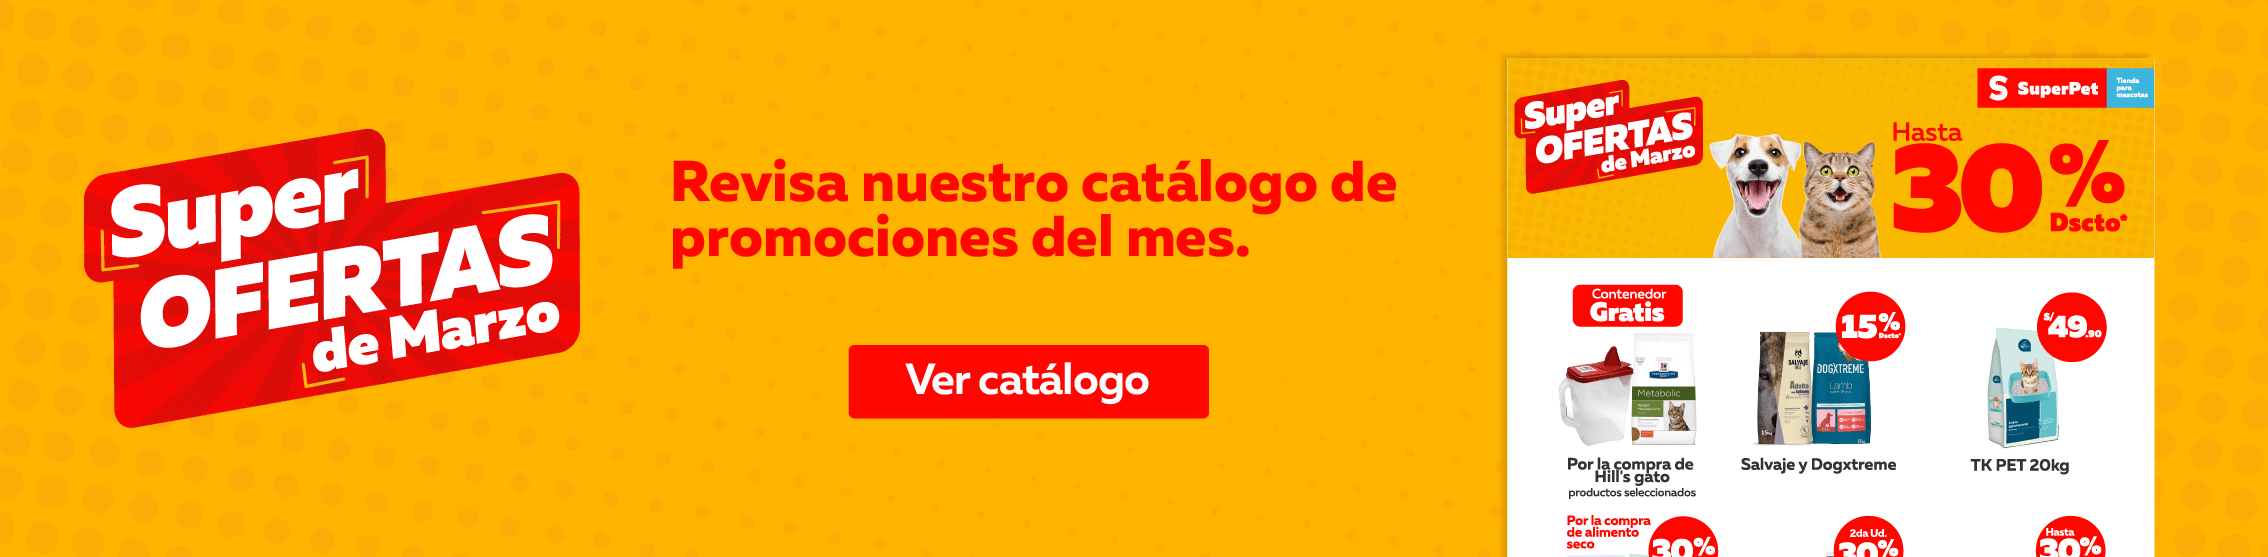 Super
OFERTAS
de Marzo
Revisa nuestro catálogo de
promociones del mes.
Ver catálogo
Super
OFERTAS
de Marzo
S SuperPet
Tienda
para
mascotas
Hasta
30%
Dscto*
Contenedor
Gratis
Metabolic
Por la compra de
Hill's gato
productos seleccionados
SALVAJE
Adulto
15%
Dscto*
DOGXTREME
Lamb
Salvaje y Dogxtreme
S/49.90
TK PET 20kg
Por la compra
de alimento
seco
30%
2da Ud.
30%
Hasta
30%